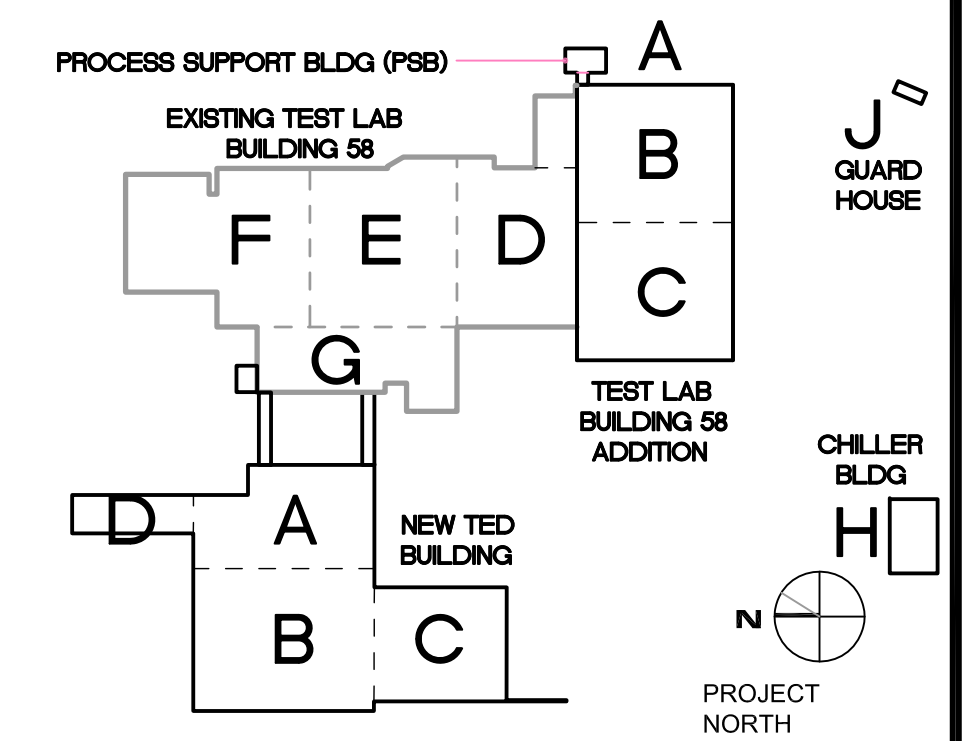 A
PROCESS SUPPORT BLDG (PSB)
EXISTING TEST LAB
BUILDING 58
J
GUARD
HOUSE
B
F
E
D
C
G
TEST LAB
BUILDING 58
ADDITION
CHILLER
BLDG
H
D
A
NEW TED
BUILDING
B
C
N
PROJECT
NORTH